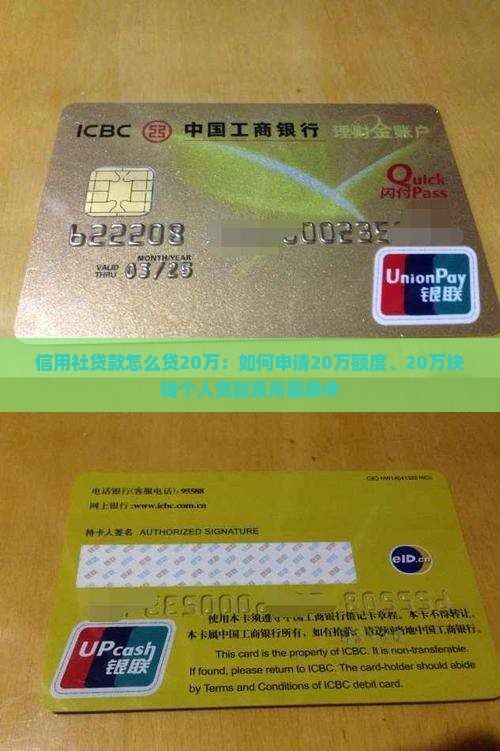 ICBC 中国工商银行 理财金账户
Quick
闪付Pass
622208
MONTH/YEAR
VALID THRU 03/25
UnionPay
银联
信用社贷款怎么贷20万：如何申请20万额度、20万块
钱个人贷款及所需条件
电话银行(客服电话): 95588
网上银行:www.icbc.com.cn
持卡人签名 AUTHORIZED SIGNATURE
eID.cn
使用本卡须遵守中国工商银行借记卡章程。本卡不得转让。
本卡属中国工商银行所有，如有拾获，请送回当地中国工商银行。
This card is the property of ICBC. It is non-transferable.
If found, please return to ICBC. The card-holder should abide
by Terms and Conditions of ICBC debit card.
UPcash
银联